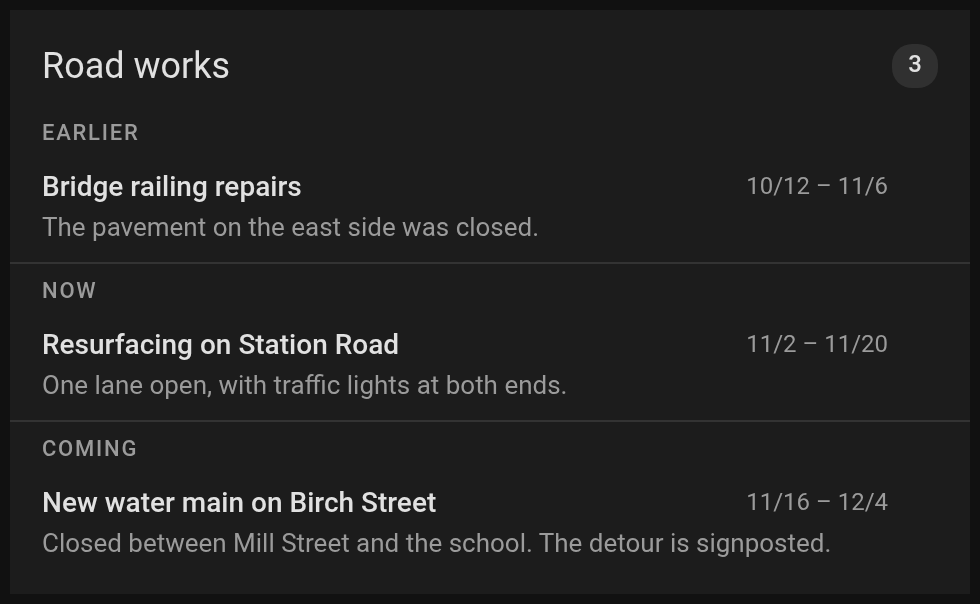 Road works
3
EARLIER
Bridge railing repairs
10/12 – 11/6
The pavement on the east side was closed.
NOW
Resurfacing on Station Road
11/2 – 11/20
One lane open, with traffic lights at both ends.
COMING
New water main on Birch Street
11/16 – 12/4
Closed between Mill Street and the school. The detour is signposted.